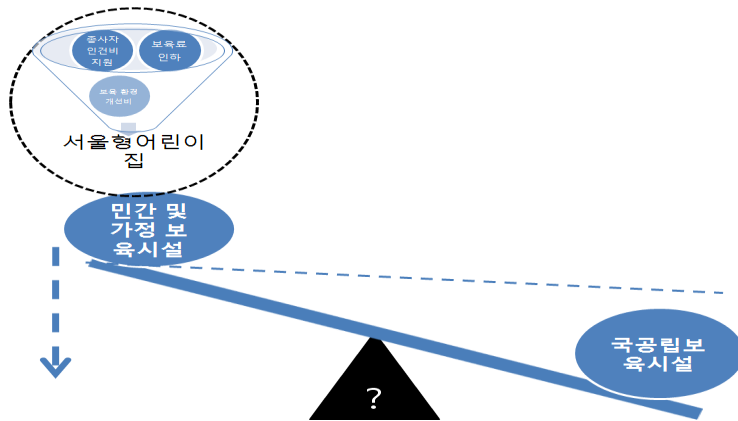 종사자
인건비
지원
보육료
인하
보육 환경
개선비
서울형어린이
집
민간 및
가정 보
육시설
국공립보
육시설
?